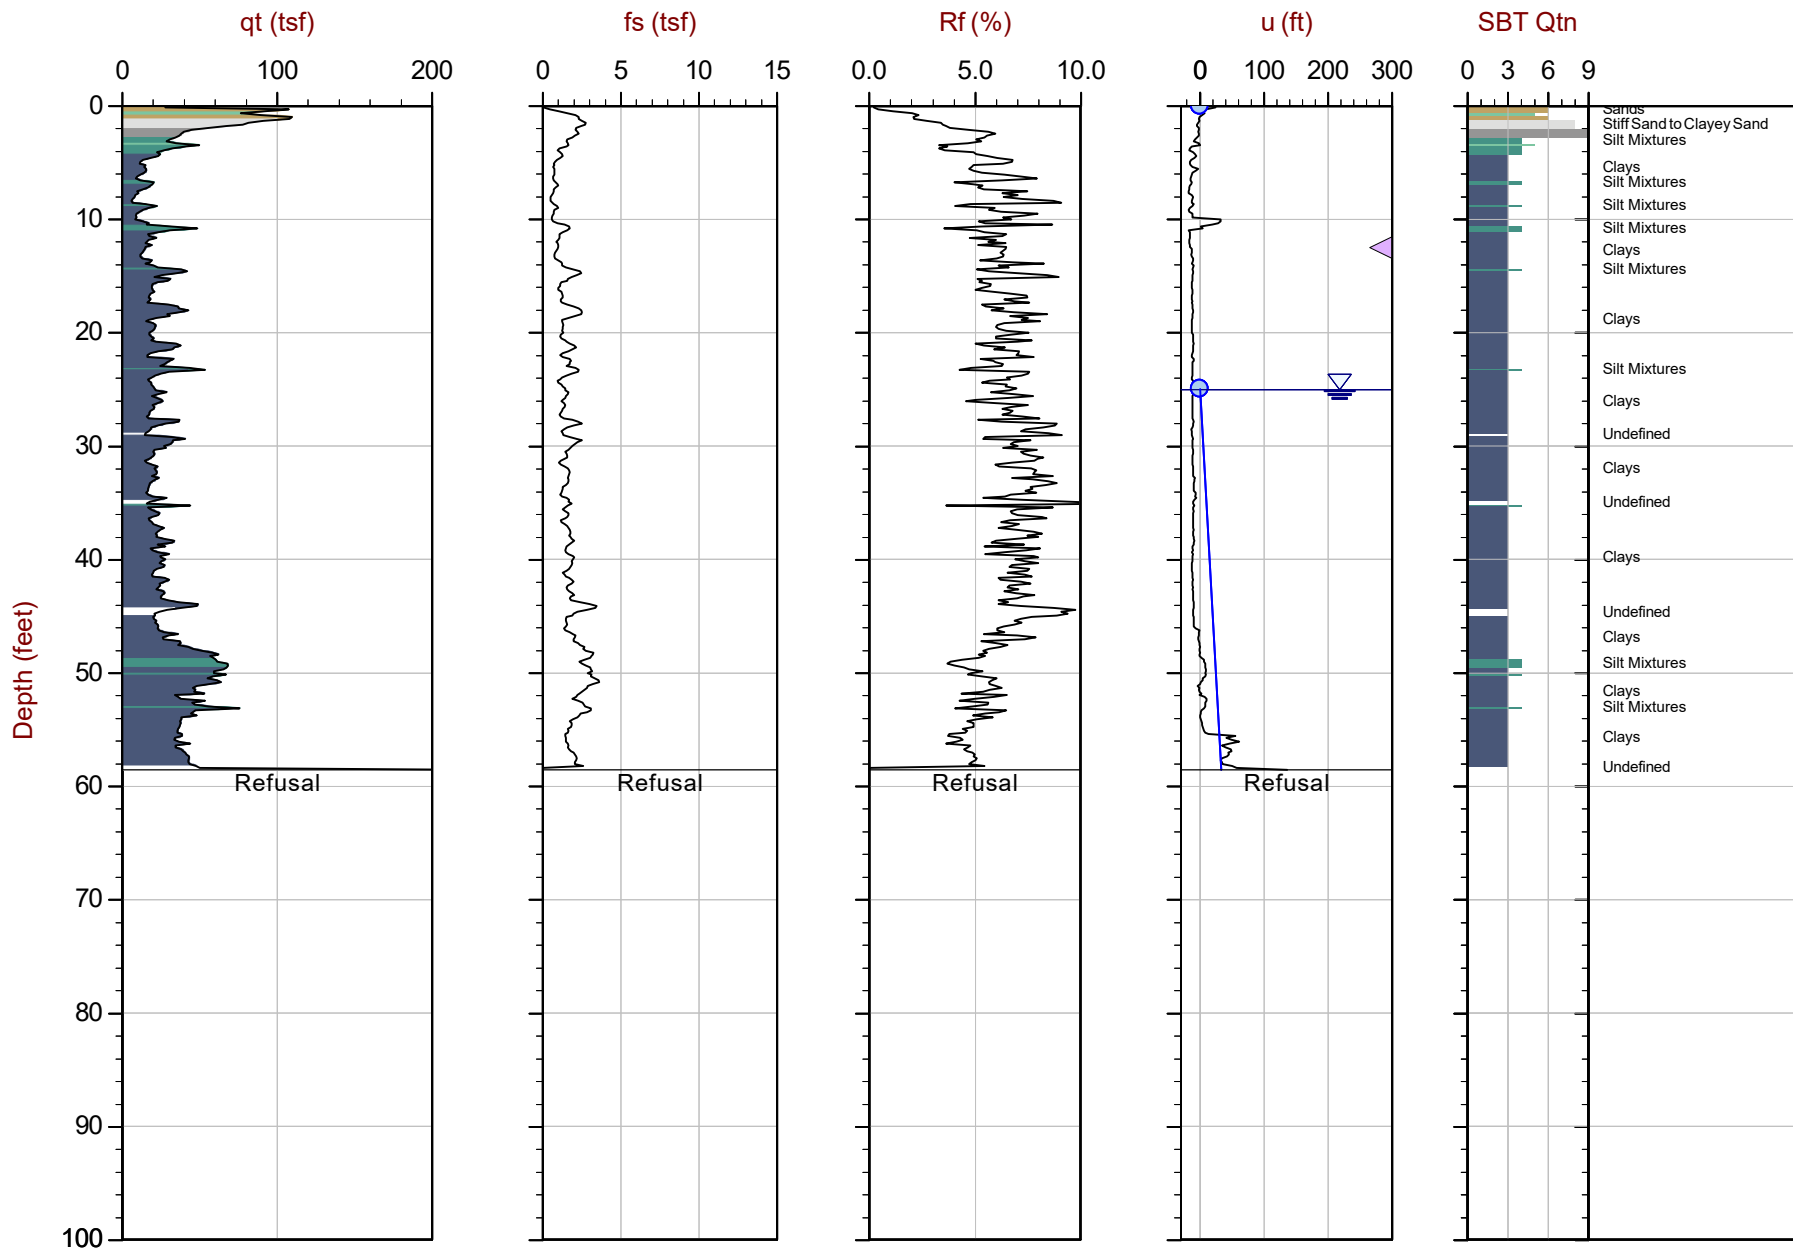 qt (tsf) fs (tsf) Rf (%) u (ft) SBT Qtn
0 100 200 0 5 10 15 0.0 5.0 10.0 0 100 200 300 0 3 6 9
0
Sands
Stiff Sand to Clayey Sand
Silt Mixtures
Clays
Silt Mixtures
Silt Mixtures
10
Silt Mixtures
Clays
Silt Mixtures
Clays
20
Silt Mixtures
Clays
Undefined
30
Clays
Undefined
Clays
40
Undefined
Clays
Silt Mixtures
50
Clays
Silt Mixtures
Clays
Undefined
Refusal Refusal Refusal Refusal
60
70
80
90
100
Depth (feet)